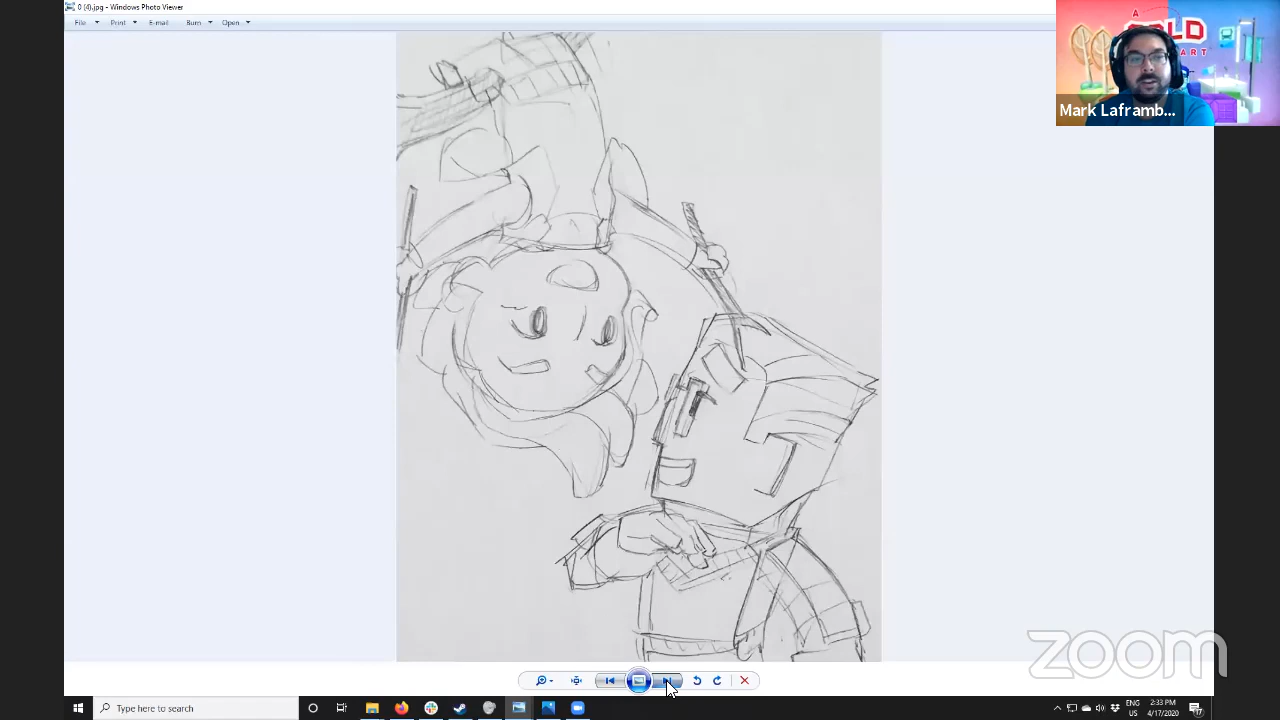 0 (4).jpg - Windows Photo Viewer
File Print E-mail Burn Open
A
COLD
Mark Laframb...
zoom
Type here to search
ENG
US
2:33 PM
4/17/2020